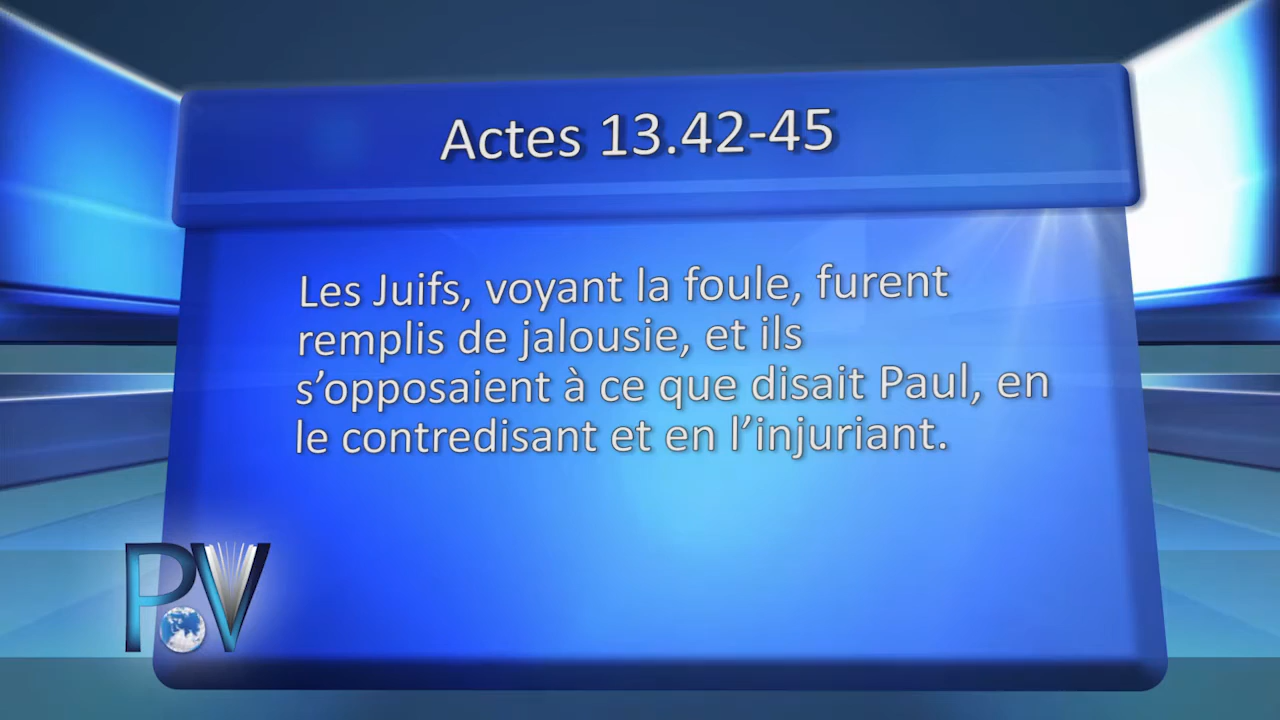 Actes 13.42-45
Les Juifs, voyant la foule, furent
remplis de jalousie, et ils
s’opposaient à ce que disait Paul, en
le contredisant et en l’injuriant.
PV